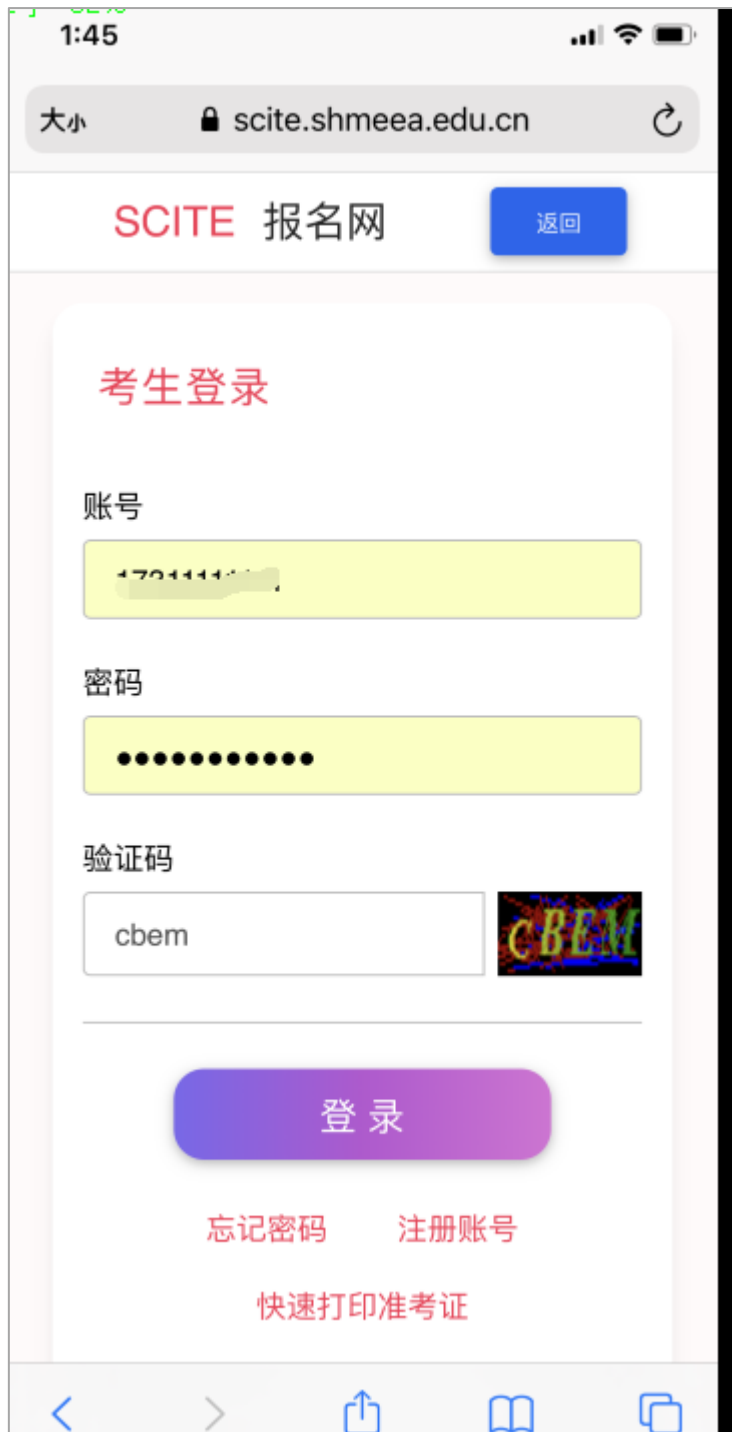 1:45
大小 scite.shmeea.edu.cn
SCITE 报名网 返回
考生登录
账号
密码
●●●●●●●●●●●
验证码
cbem CBEM
登录
忘记密码 注册账号
快速打印准考证